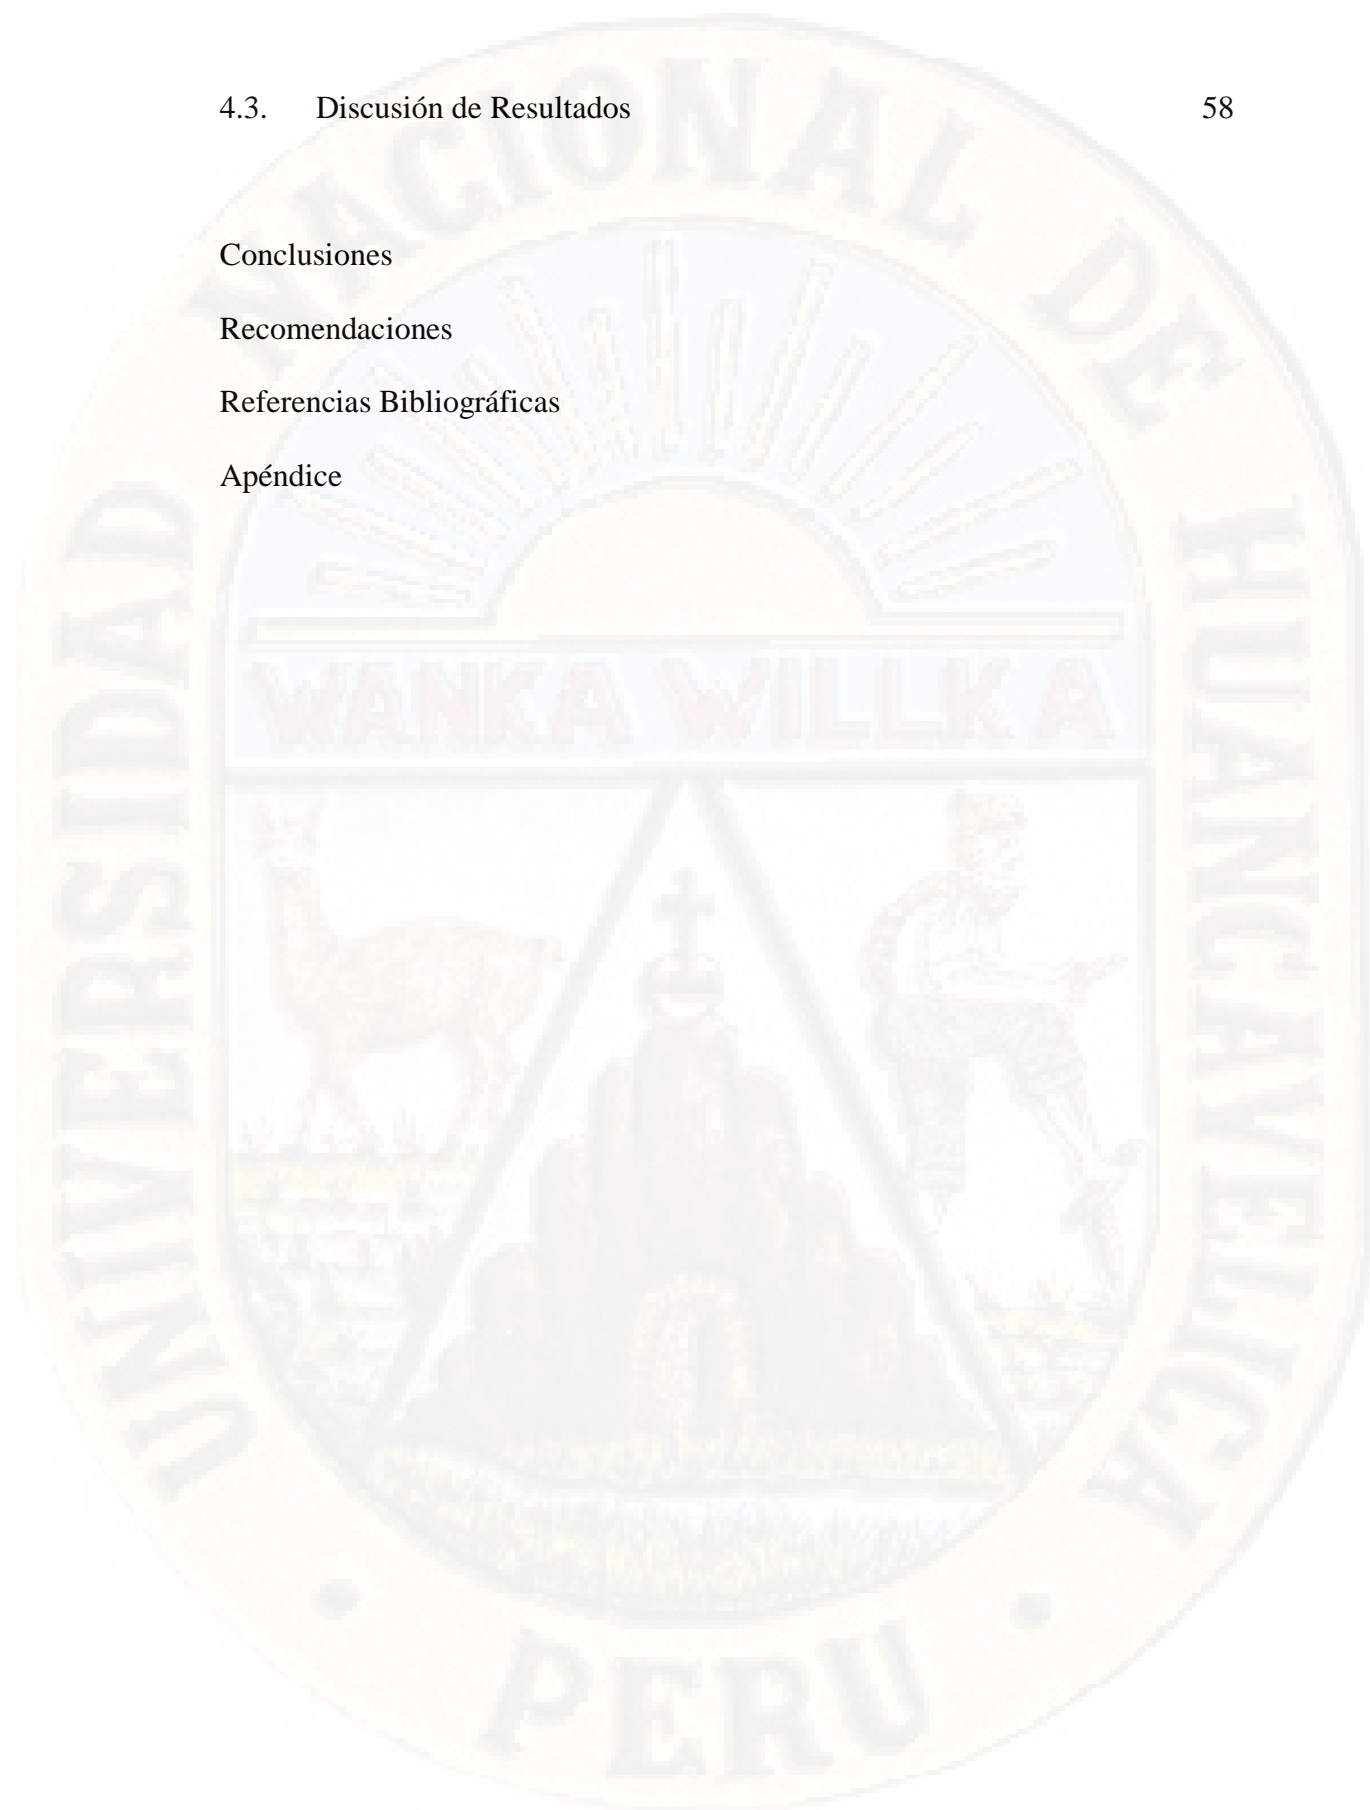 4.3. Discusión de Resultados 58
Conclusiones
Recomendaciones
Referencias Bibliográficas
Apéndice
UNIVERSIDAD NACIONAL DE HUANCAVELICA
WANKA WILLKA
• PERU •